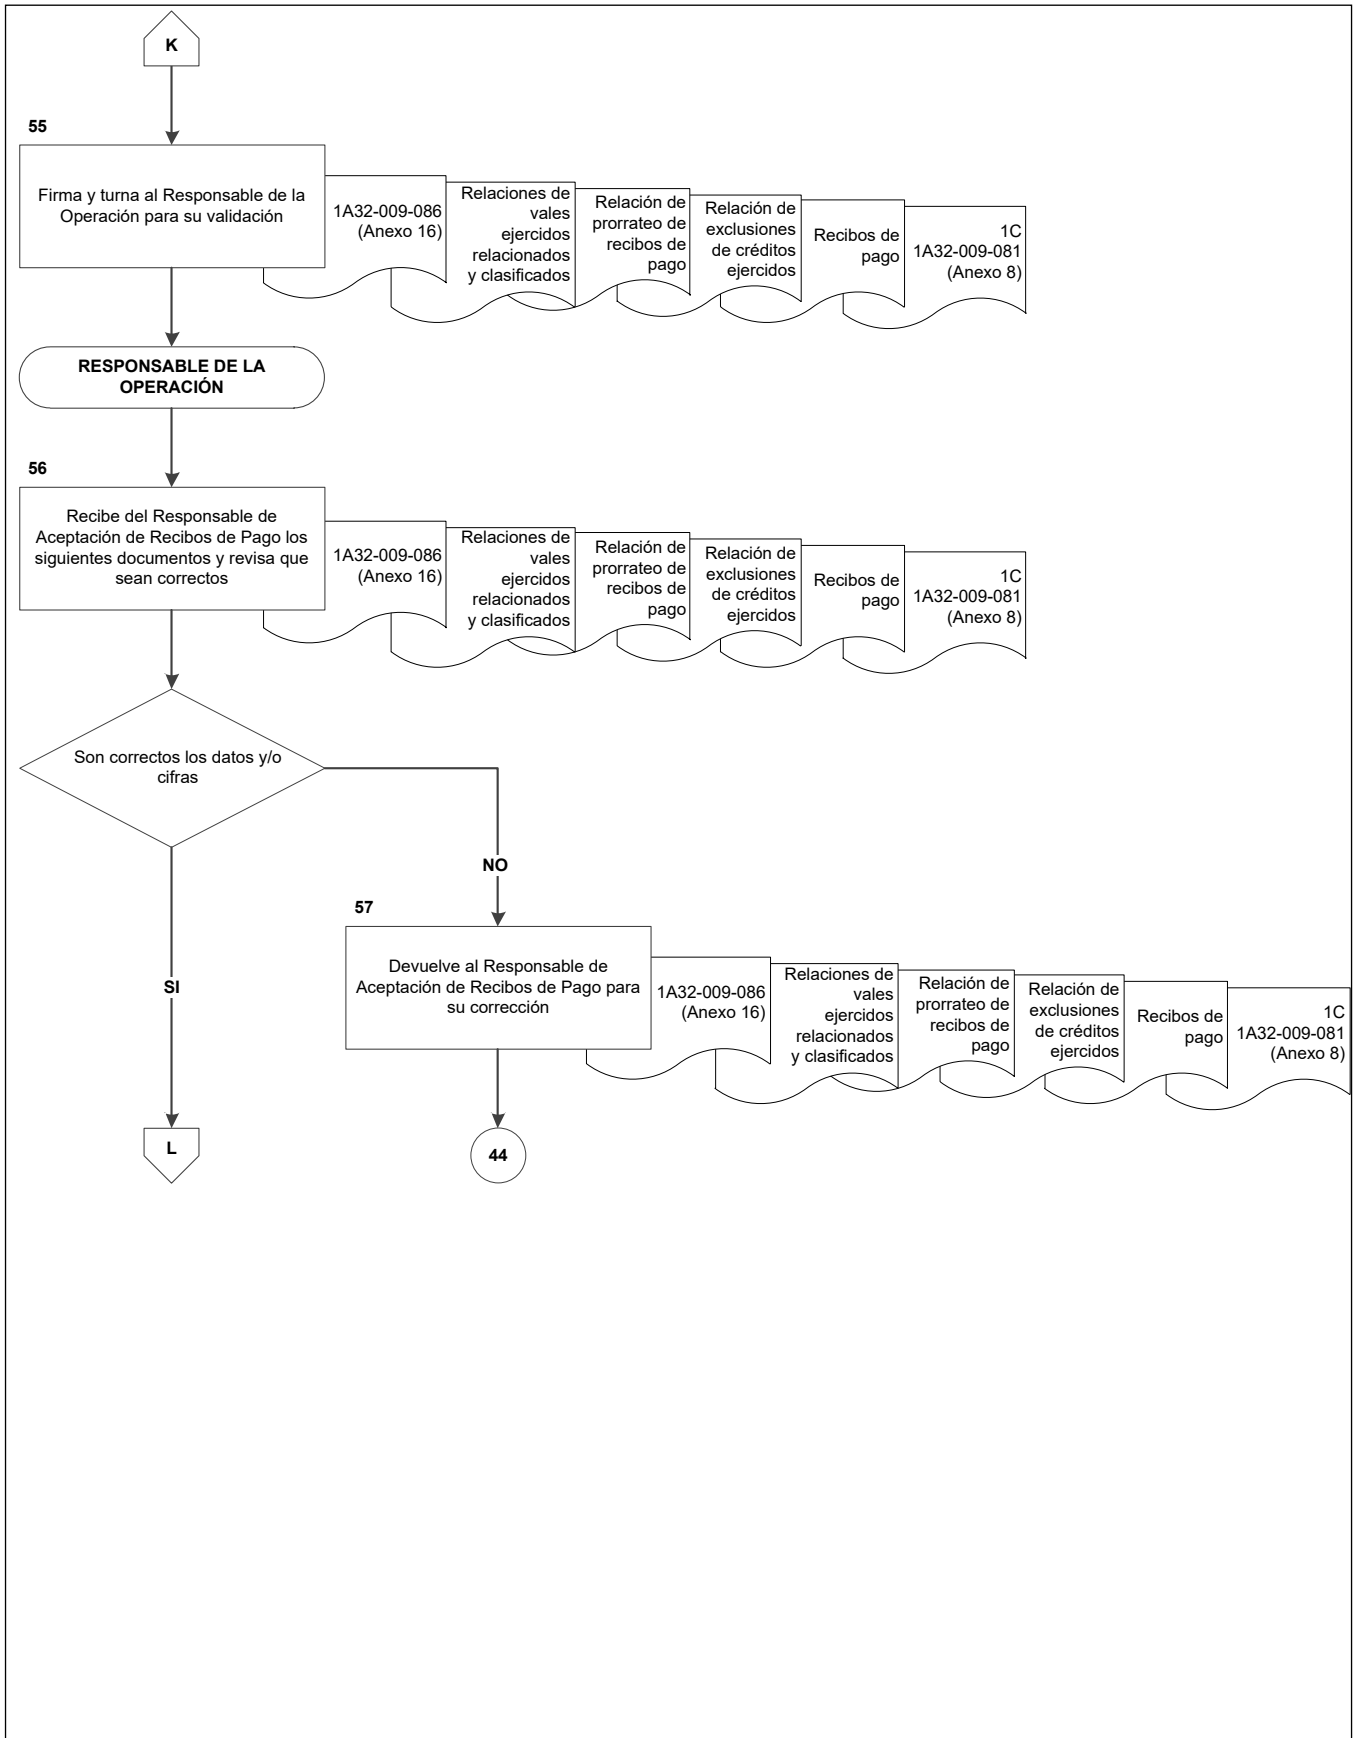 K
55
Firma y turna al Responsable de la
Operación para su validación
1A32-009-086
(Anexo 16)
Relaciones de
vales
ejercidos
relacionados
y clasificados
Relación de
prorrateo de
recibos de
pago
Relación de
exclusiones
de créditos
ejercidos
Recibos de
pago
1C
1A32-009-081
(Anexo 8)
RESPONSABLE DE LA
OPERACIÓN
56
Recibe del Responsable de
Aceptación de Recibos de Pago los
siguientes documentos y revisa que
sean correctos
1A32-009-086
(Anexo 16)
Relaciones de
vales
ejercidos
relacionados
y clasificados
Relación de
prorrateo de
recibos de
pago
Relación de
exclusiones
de créditos
ejercidos
Recibos de
pago
1C
1A32-009-081
(Anexo 8)
Son correctos los datos y/o
cifras
NO
57
Devuelve al Responsable de
Aceptación de Recibos de Pago para
su corrección
1A32-009-086
(Anexo 16)
Relaciones de
vales
ejercidos
relacionados
y clasificados
Relación de
prorrateo de
recibos de
pago
Relación de
exclusiones
de créditos
ejercidos
Recibos de
pago
1C
1A32-009-081
(Anexo 8)
SI
L
44